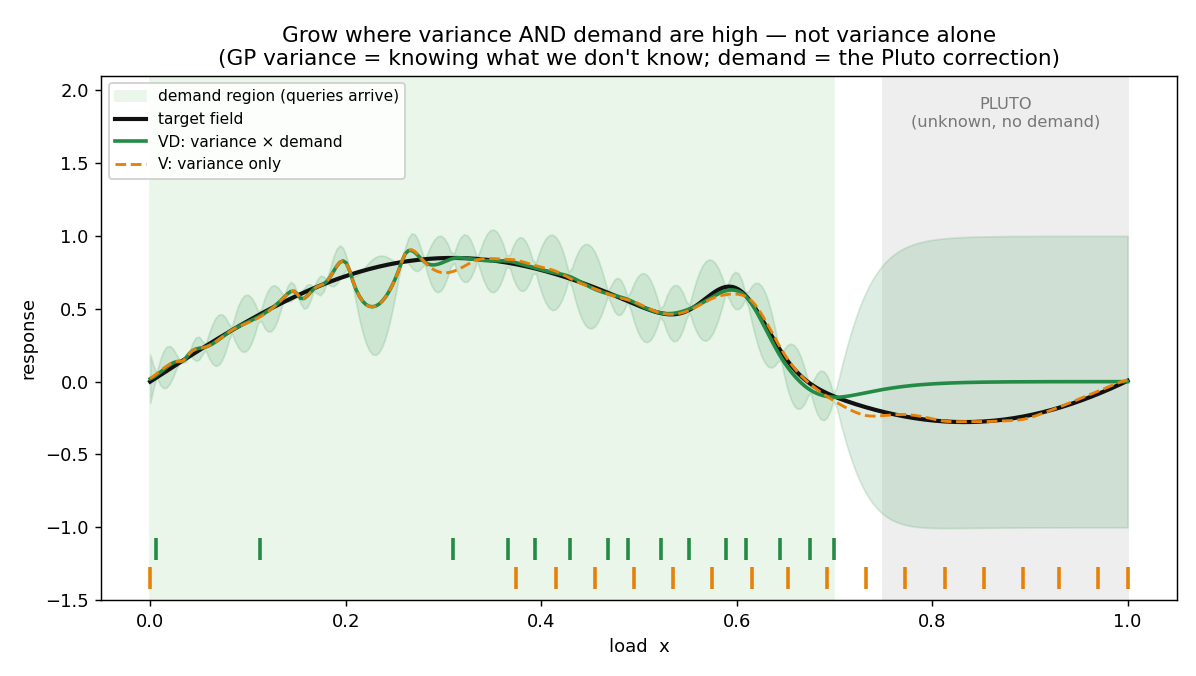 Grow where variance AND demand are high — not variance alone
(GP variance = knowing what we don't know; demand = the Pluto correction)
demand region (queries arrive)
target field
VD: variance × demand
V: variance only
PLUTO
(unknown, no demand)
response
2.0
1.5
1.0
0.5
0.0
−0.5
−1.0
−1.5
0.0
0.2
0.4
0.6
0.8
1.0
load x